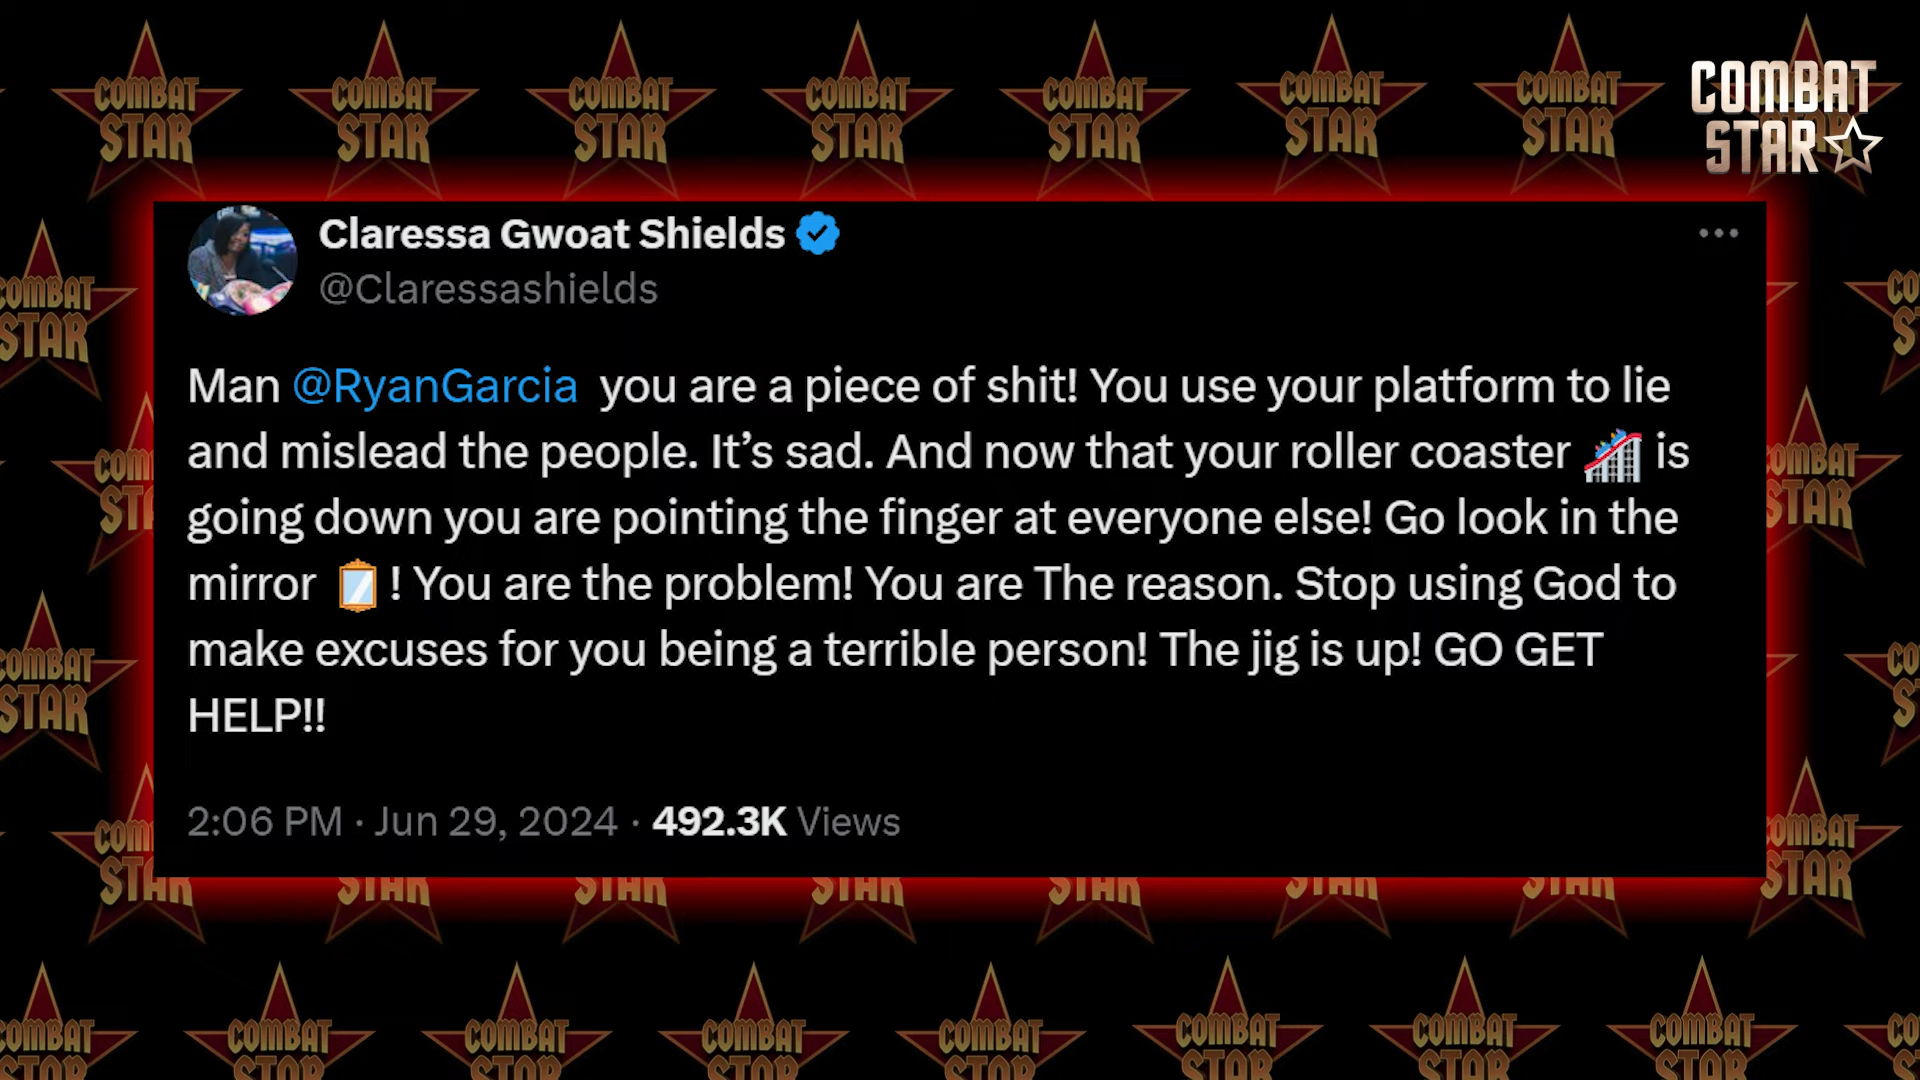 COMBAT
STAR
Claressa Gwoat Shields
@Claressashields
Man @RyanGarcia you are a piece of shit! You use your platform to lie
and mislead the people. It’s sad. And now that your roller coaster 🎢 is
going down you are pointing the finger at everyone else! Go look in the
mirror 🪞 ! You are the problem! You are The reason. Stop using God to
make excuses for you being a terrible person! The jig is up! GO GET
HELP!!
2:06 PM · Jun 29, 2024 · 492.3K Views